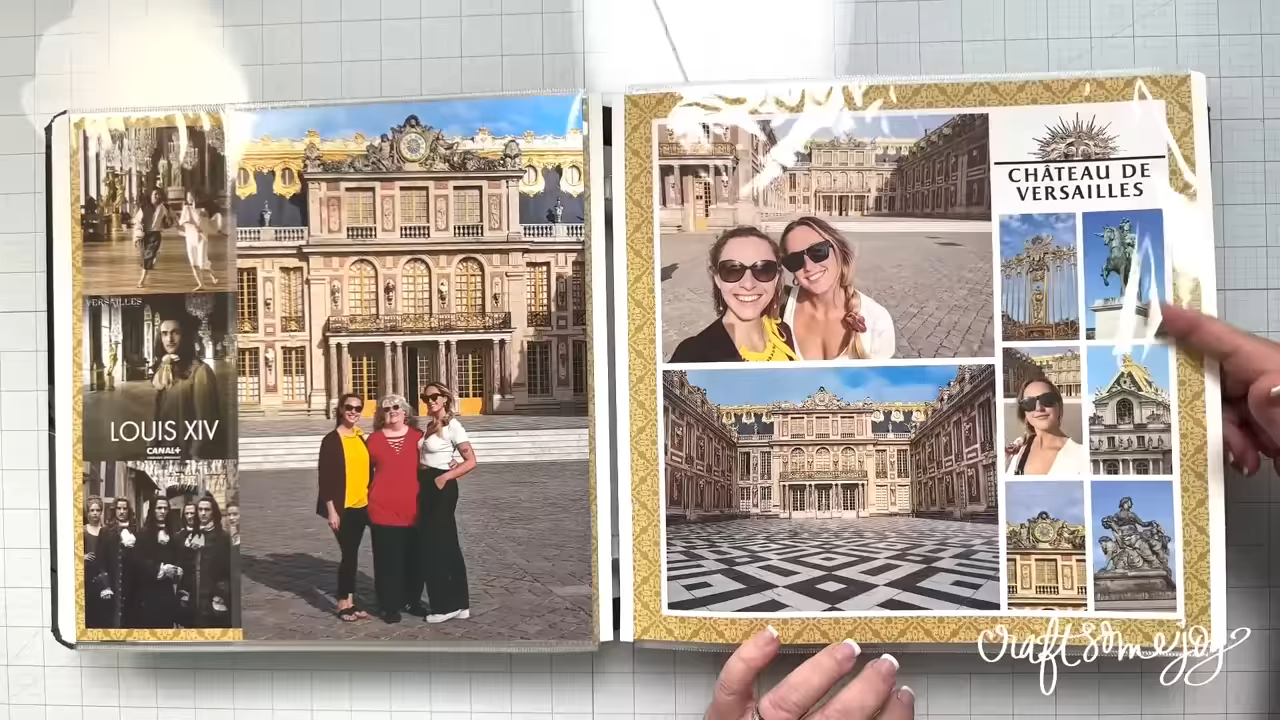 VERSAILLES
LOUIS XIV
CANAL+
CHÂTEAU DE
VERSAILLES
craftsomejoy